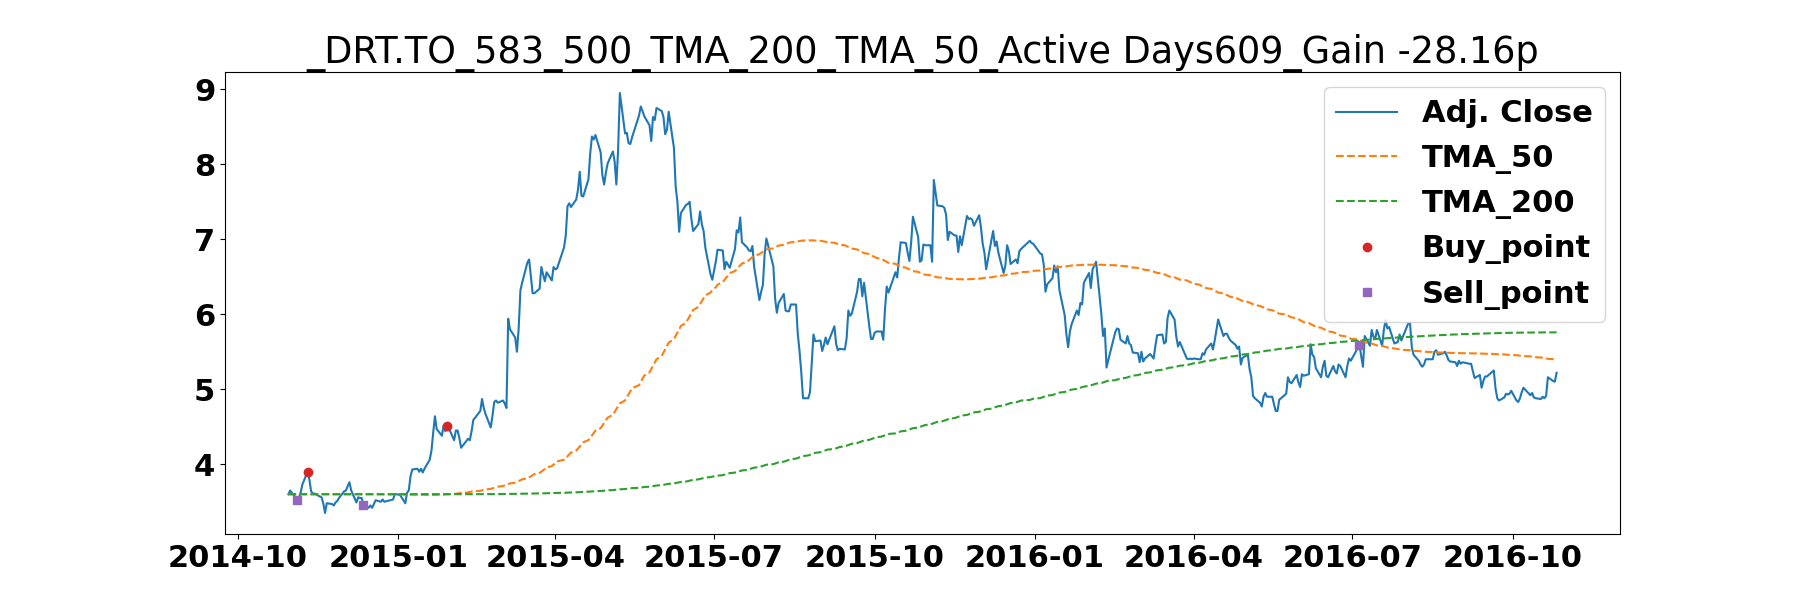 _DRT.TO_583_500_TMA_200_TMA_50_Active Days609_Gain -28.16p
9
8
7
6
5
4
Adj. Close
TMA_50
TMA_200
Buy_point
Sell_point
2014-10 2015-01 2015-04 2015-07 2015-10 2016-01 2016-04 2016-07 2016-10